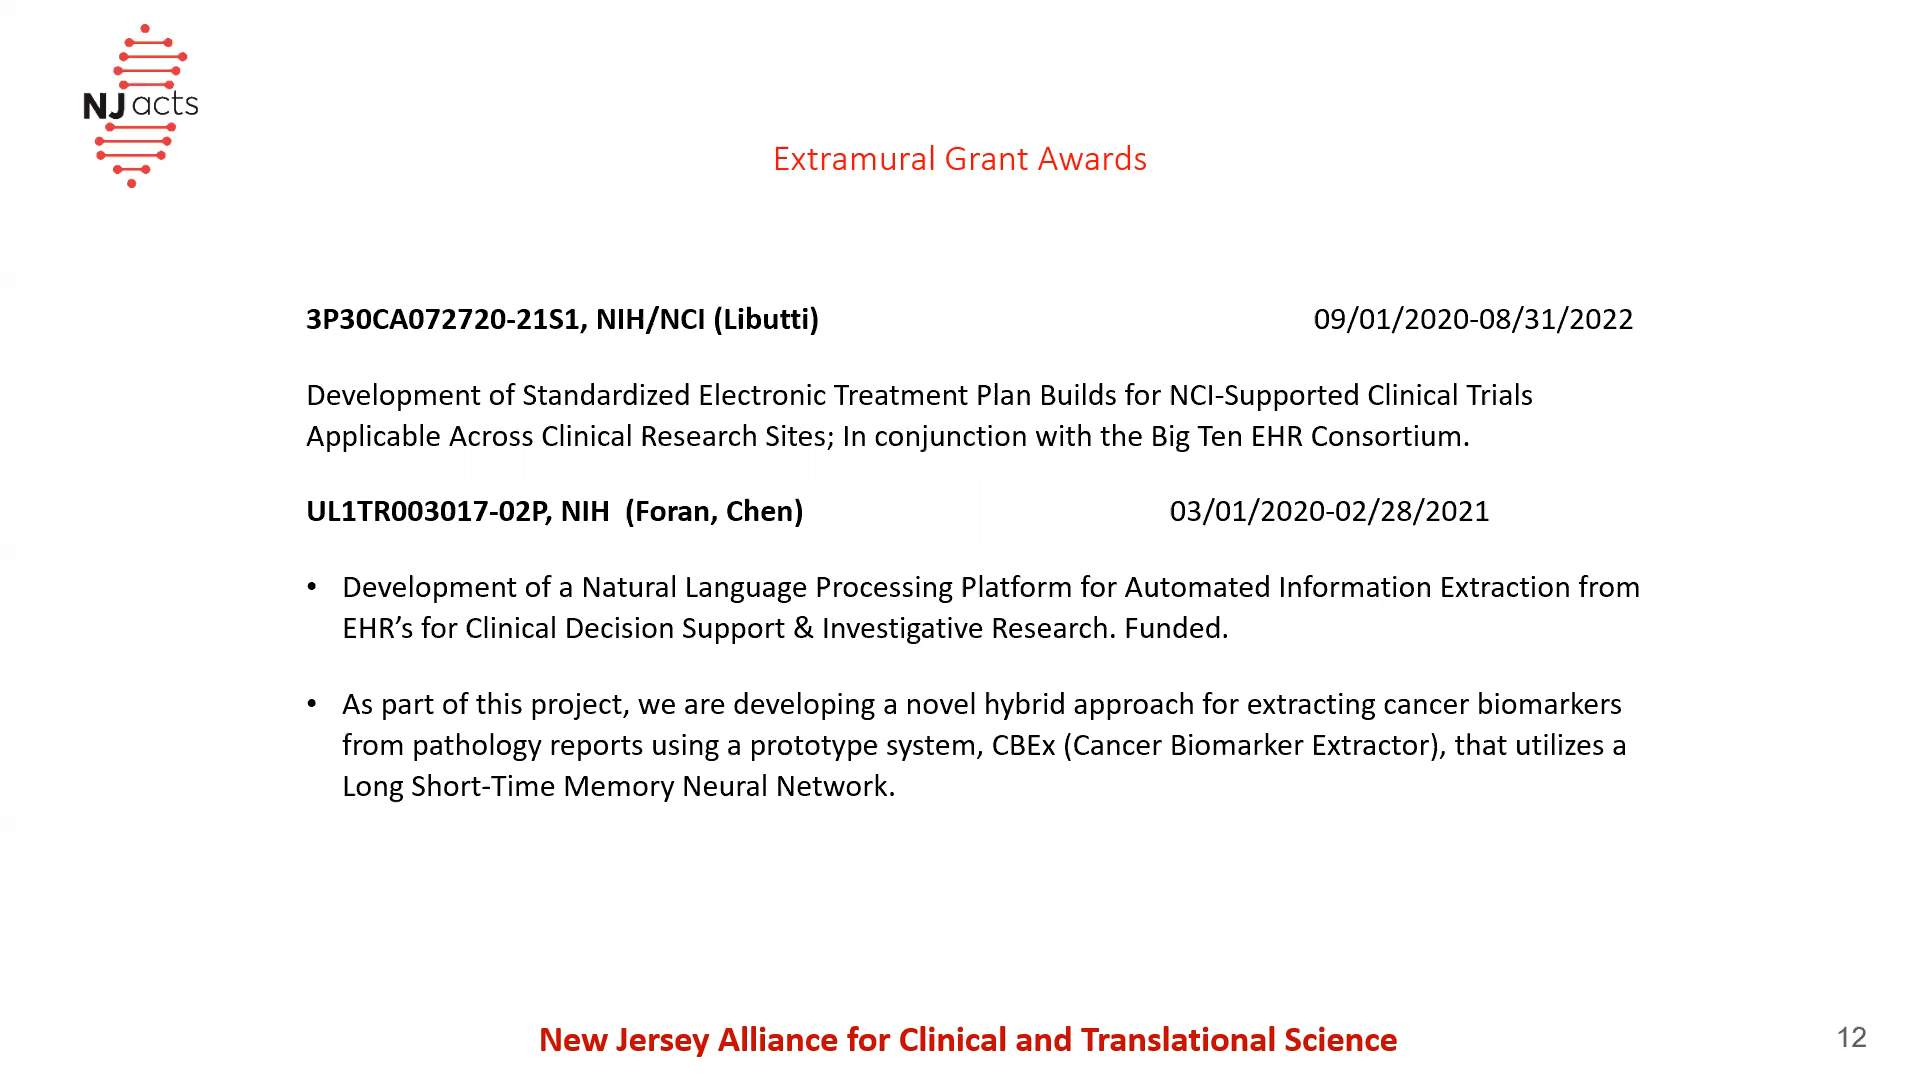 NJ acts
Extramural Grant Awards
3P30CA072720-21S1, NIH/NCI (Libutti) 09/01/2020-08/31/2022
Development of Standardized Electronic Treatment Plan Builds for NCI-Supported Clinical Trials
Applicable Across Clinical Research Sites; In conjunction with the Big Ten EHR Consortium.
UL1TR003017-02P, NIH (Foran, Chen) 03/01/2020-02/28/2021
• Development of a Natural Language Processing Platform for Automated Information Extraction from
EHR’s for Clinical Decision Support & Investigative Research. Funded.
• As part of this project, we are developing a novel hybrid approach for extracting cancer biomarkers
from pathology reports using a prototype system, CBEx (Cancer Biomarker Extractor), that utilizes a
Long Short-Time Memory Neural Network.
New Jersey Alliance for Clinical and Translational Science
12